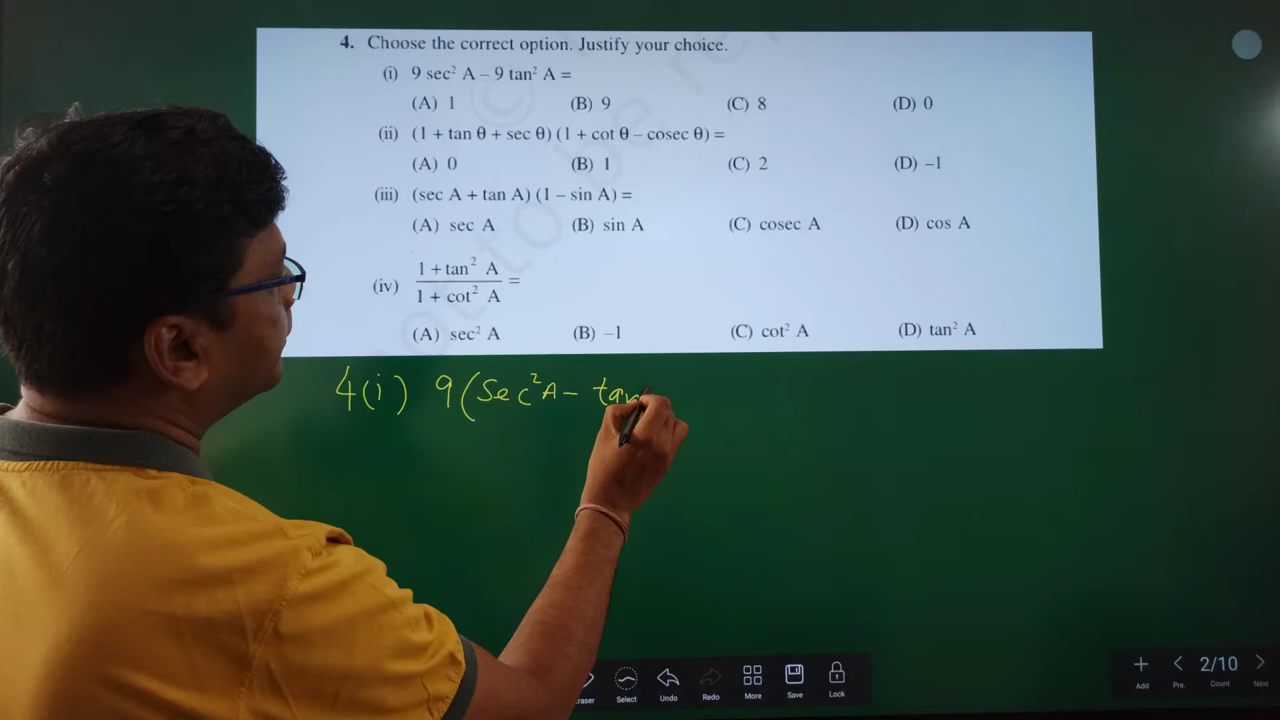 4. Choose the correct option. Justify your choice.
(i) 9 sec² A – 9 tan² A =
(A) 1 (B) 9 (C) 8 (D) 0
(ii) (1 + tan θ + sec θ) (1 + cot θ – cosec θ) =
(A) 0 (B) 1 (C) 2 (D) –1
(iii) (sec A + tan A) (1 – sin A) =
(A) sec A (B) sin A (C) cosec A (D) cos A
(iv) 1 + tan² A / 1 + cot² A =
(A) sec² A (B) –1 (C) cot² A (D) tan² A
4(i) 9(Sec²A – tan
Select Undo Redo More Save Lock
Add Pre. 2/10 Count Next